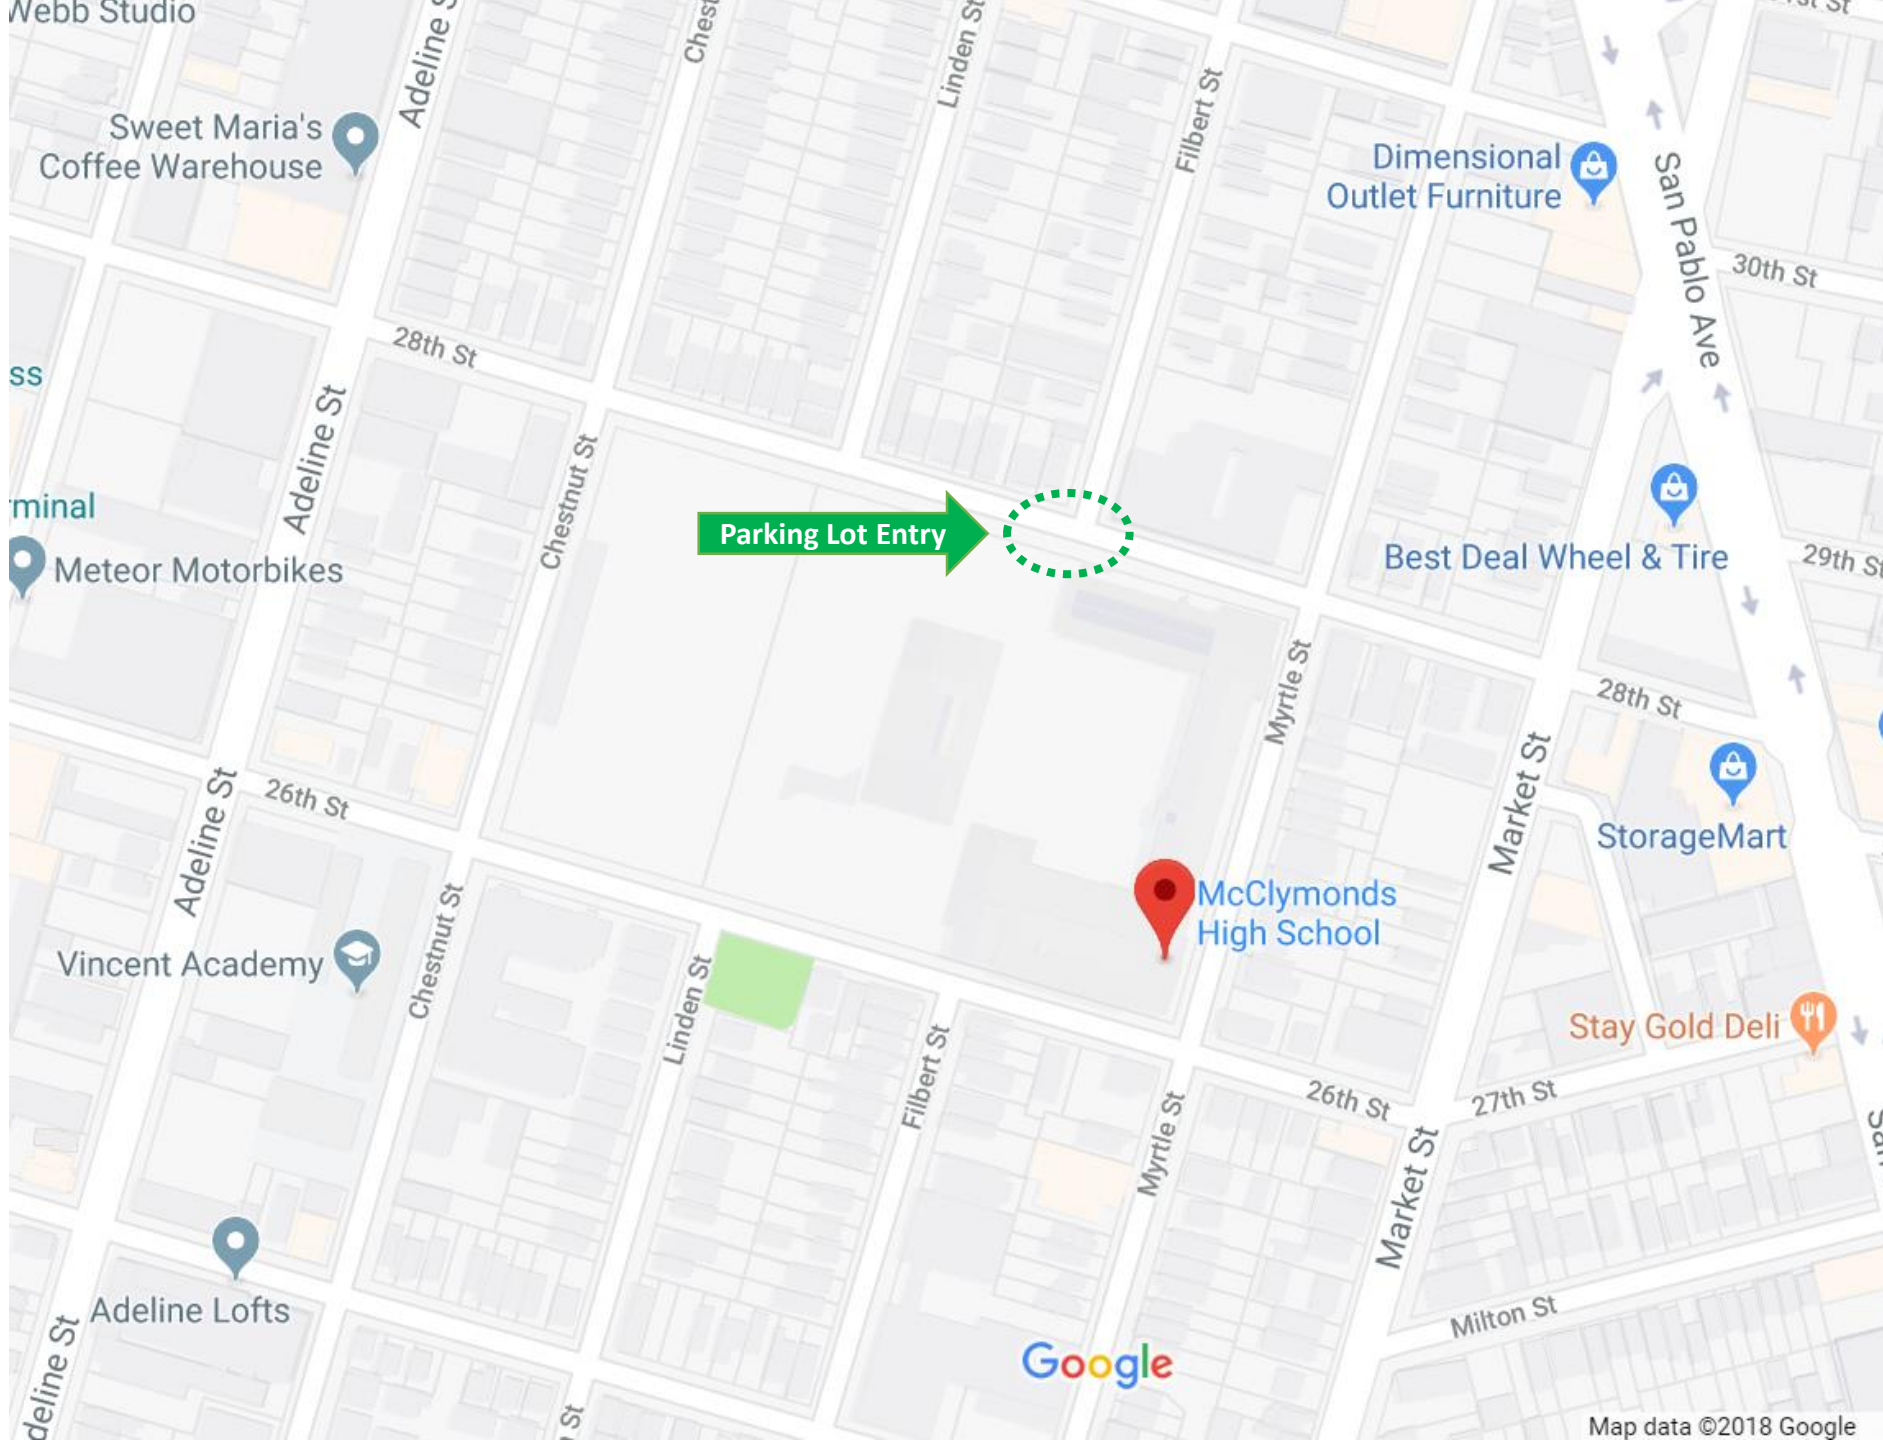 Webb Studio
Adeline St
Chest
Linden St
Filbert St
Sweet Maria's
Coffee Warehouse
Dimensional
Outlet Furniture
San Pablo Ave
30th St
28th St
ss
Adeline St
Chestnut St
Parking Lot Entry
rminal
Meteor Motorbikes
Best Deal Wheel & Tire
29th St
Myrtle St
28th St
Market St
26th St
Adeline St
StorageMart
McClymonds
High School
Chestnut St
Vincent Academy
Linden St
Filbert St
Stay Gold Deli
26th St
27th St
Myrtle St
Market St
San
Adeline Lofts
Milton St
deline St
Google
St
Map data ©2018 Google